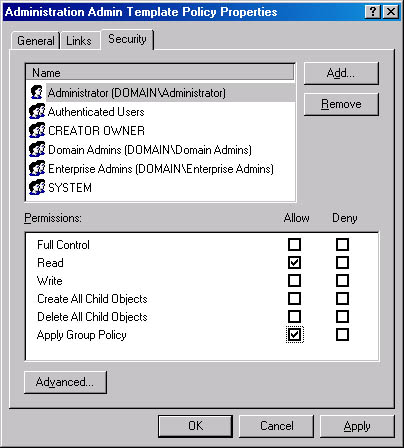 Administration Admin Template Policy Properties
General Links Security
Name
Administrator (DOMAIN\Administrator)
Authenticated Users
CREATOR OWNER
Domain Admins (DOMAIN\Domain Admins)
Enterprise Admins (DOMAIN\Enterprise Admins)
SYSTEM
Add...
Remove
Permissions: Allow Deny
Full Control
Read
Write
Create All Child Objects
Delete All Child Objects
Apply Group Policy
Advanced...
OK Cancel Apply